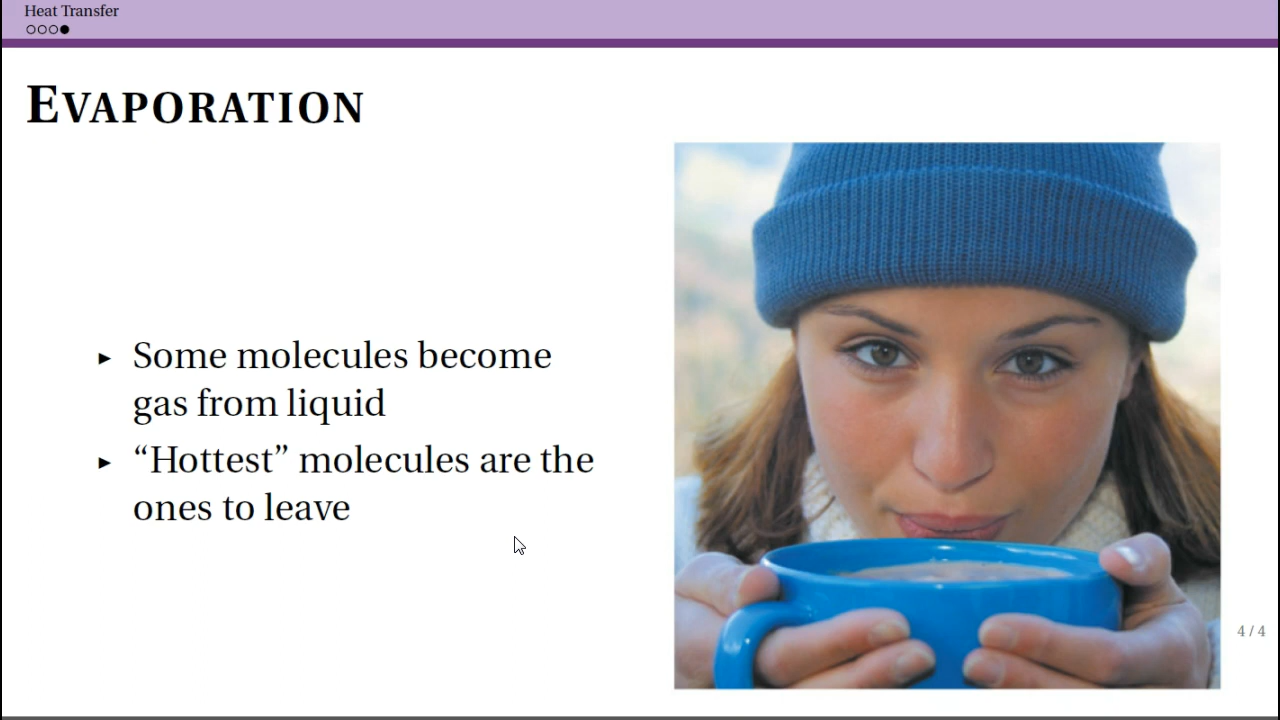 Heat Transfer
EVAPORATION
▸ Some molecules become
gas from liquid
▸ “Hottest” molecules are the
ones to leave
4 / 4